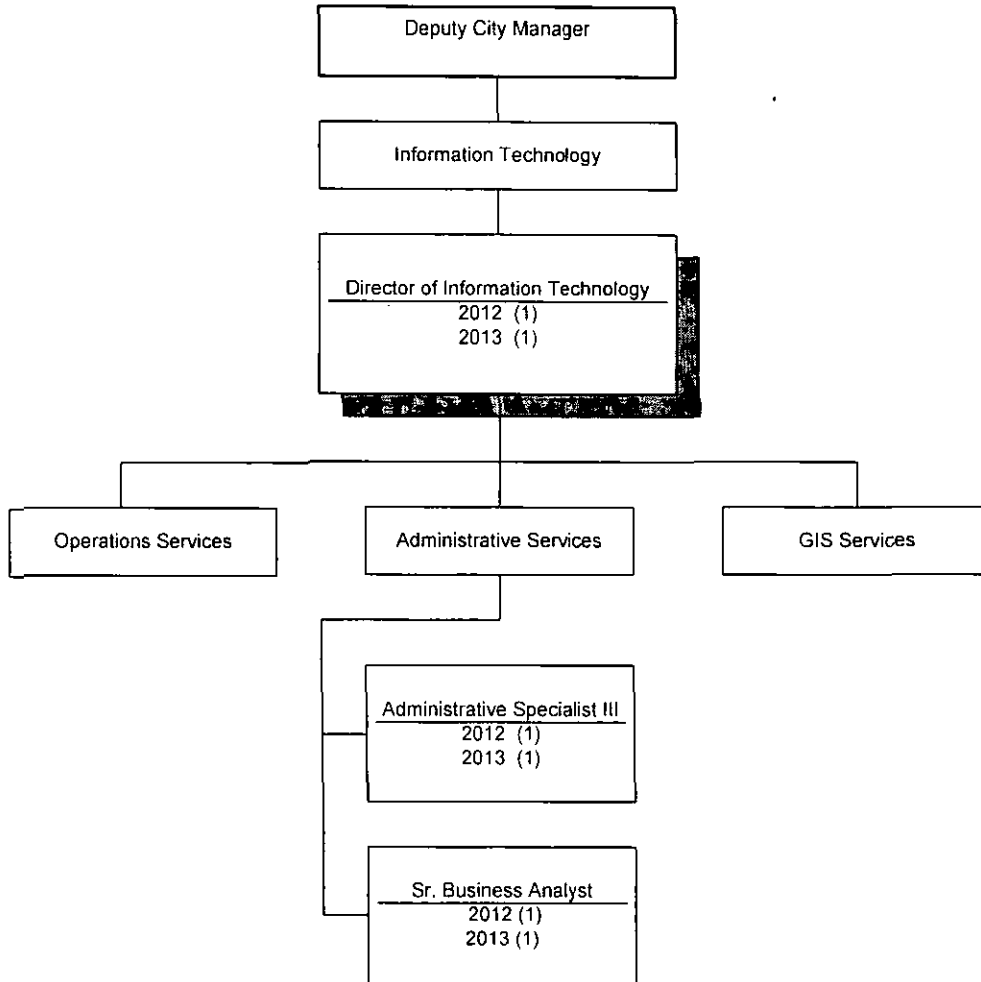 Deputy City Manager
Information Technology
Director of Information Technology
2012 (1)
2013 (1)
Operations Services
Administrative Services
GIS Services
Administrative Specialist III
2012 (1)
2013 (1)
Sr. Business Analyst
2012 (1)
2013 (1)